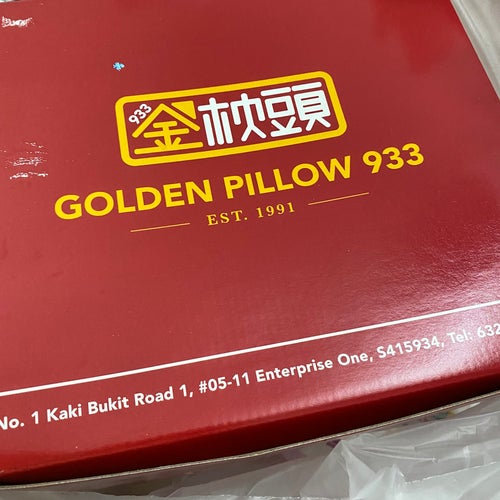 933 金枕頭
GOLDEN PILLOW 933
EST. 1991
No. 1 Kaki Bukit Road 1, #05-11 Enterprise One, S415934, Tel: 632